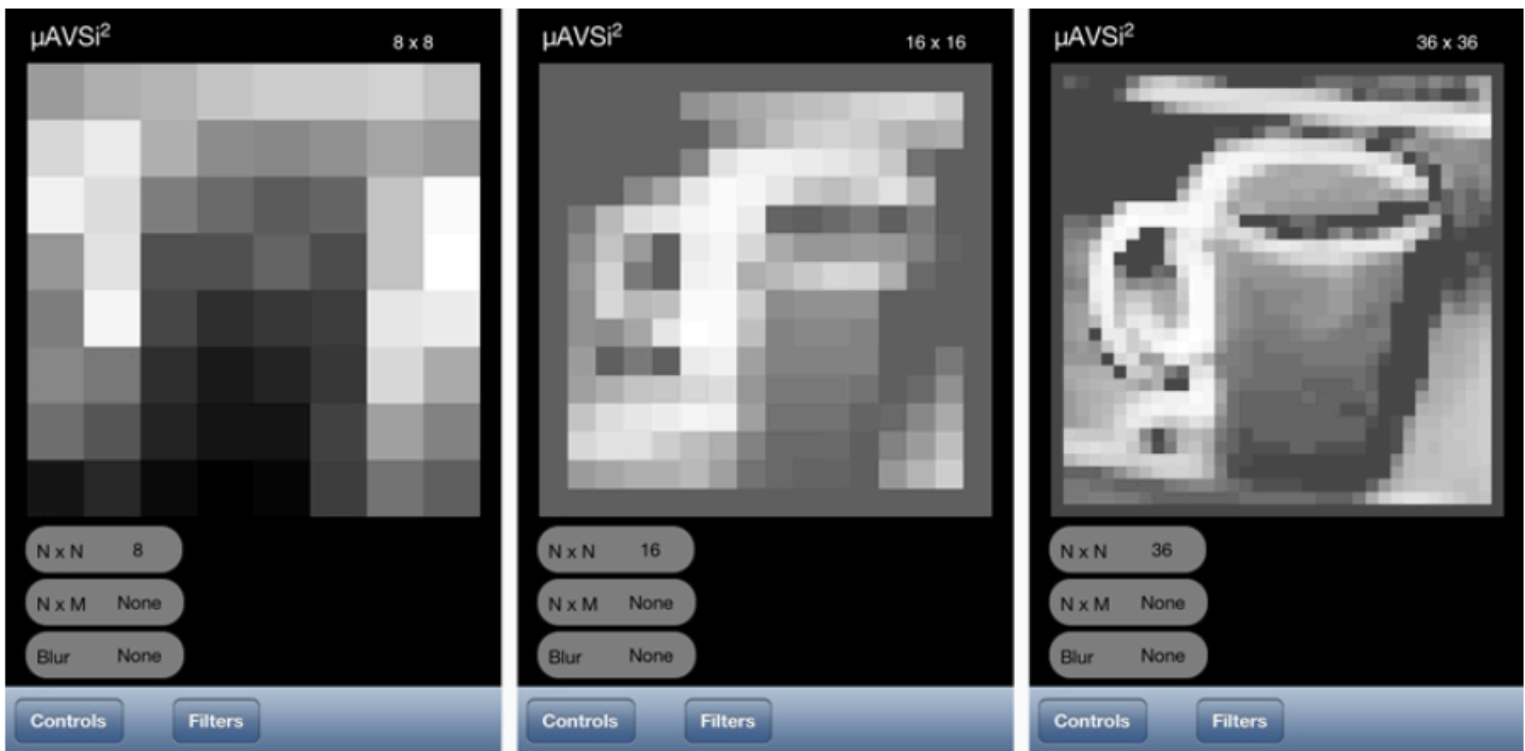 µAVSi²
8 x 8
N x N 8
N x M None
Blur None
Controls Filters
µAVSi²
16 x 16
N x N 16
N x M None
Blur None
Controls Filters
µAVSi²
36 x 36
N x N 36
N x M None
Blur None
Controls Filters